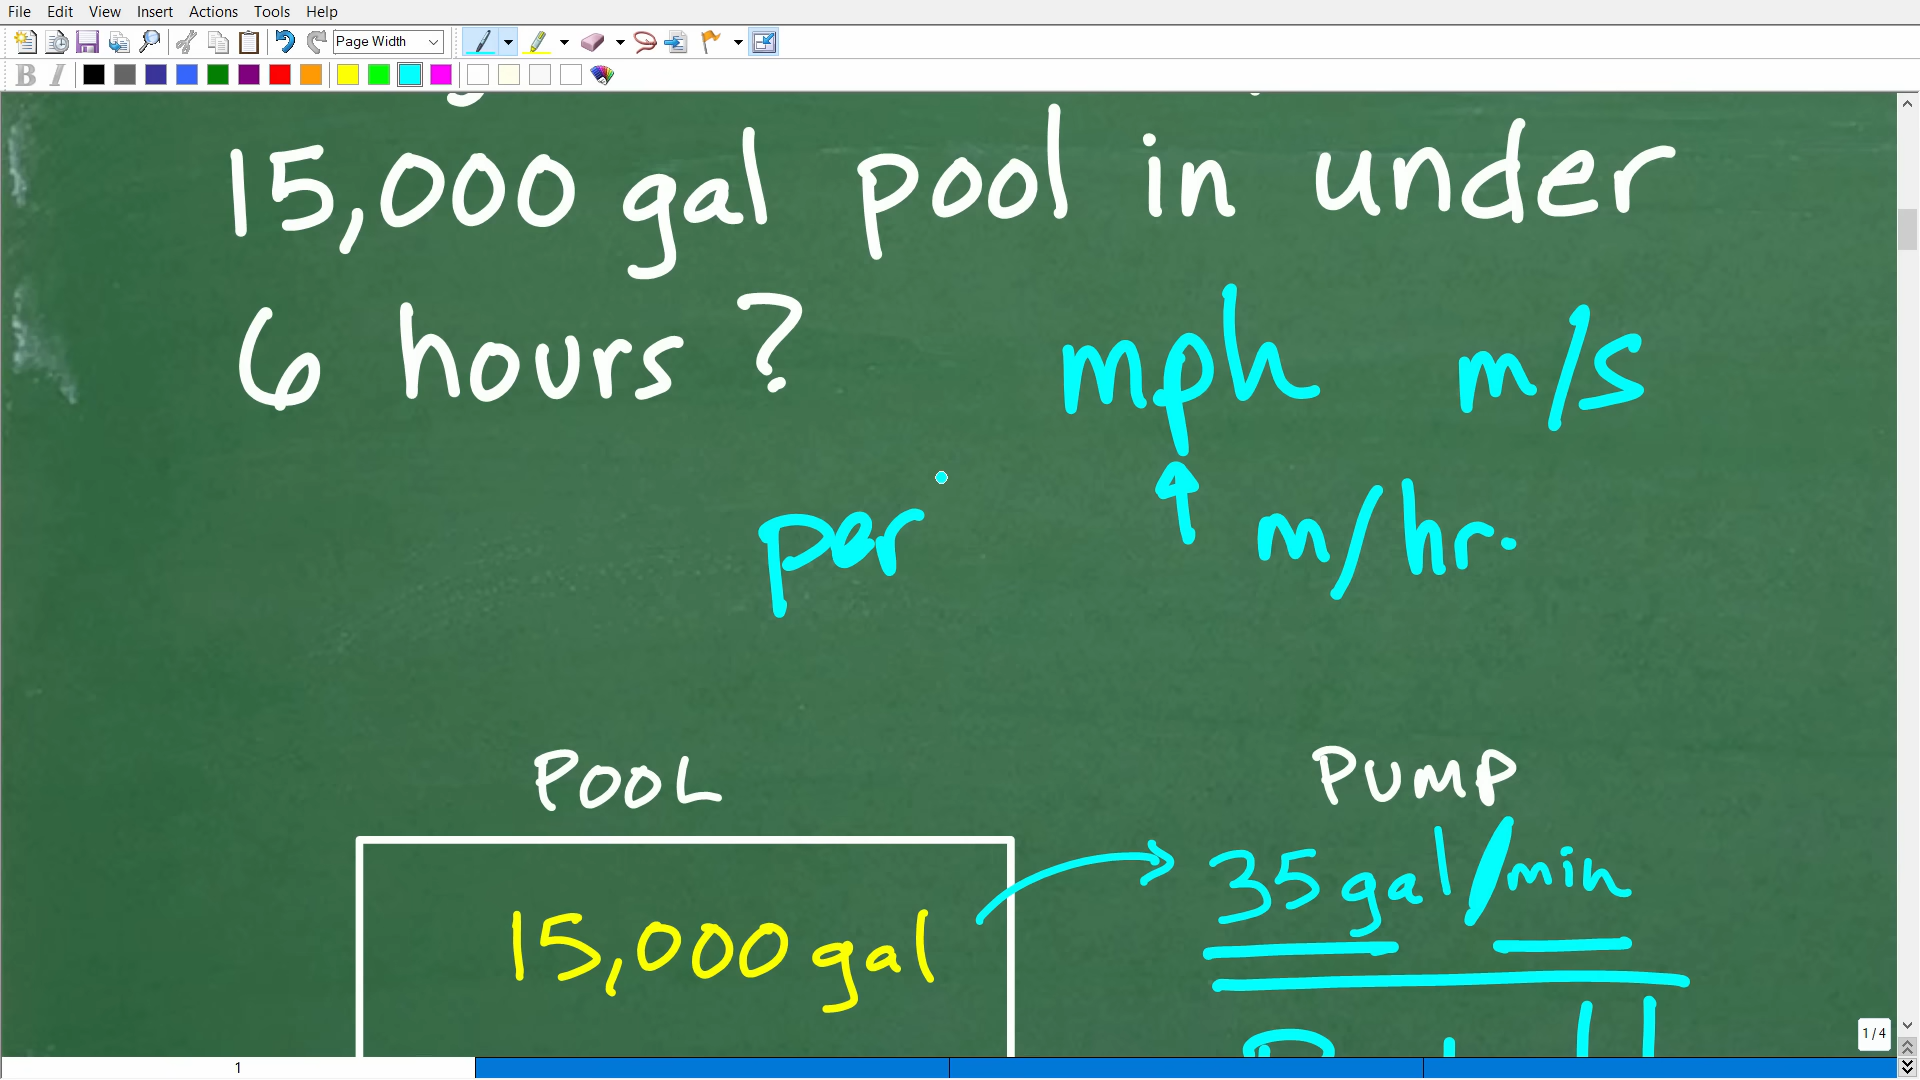 File Edit View Insert Actions Tools Help
Page Width
B I
15,000 gal pool in under
6 hours ?
mph m/s
per m/hr.
POOL PUMP
35 gal/min
15,000 gal
1 / 4
1